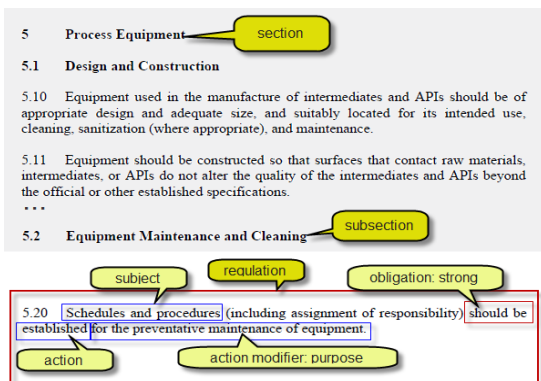 5 Process Equipment
section
5.1 Design and Construction
5.10 Equipment used in the manufacture of intermediates and APIs should be of
appropriate design and adequate size, and suitably located for its intended use,
cleaning, sanitization (where appropriate), and maintenance.
5.11 Equipment should be constructed so that surfaces that contact raw materials,
intermediates, or APIs do not alter the quality of the intermediates and APIs beyond
the official or other established specifications.
...
subsection
5.2 Equipment Maintenance and Cleaning
subject
regulation
obligation: strong
5.20 Schedules and procedures (including assignment of responsibility) should be
established for the preventative maintenance of equipment.
action
action modifier: purpose